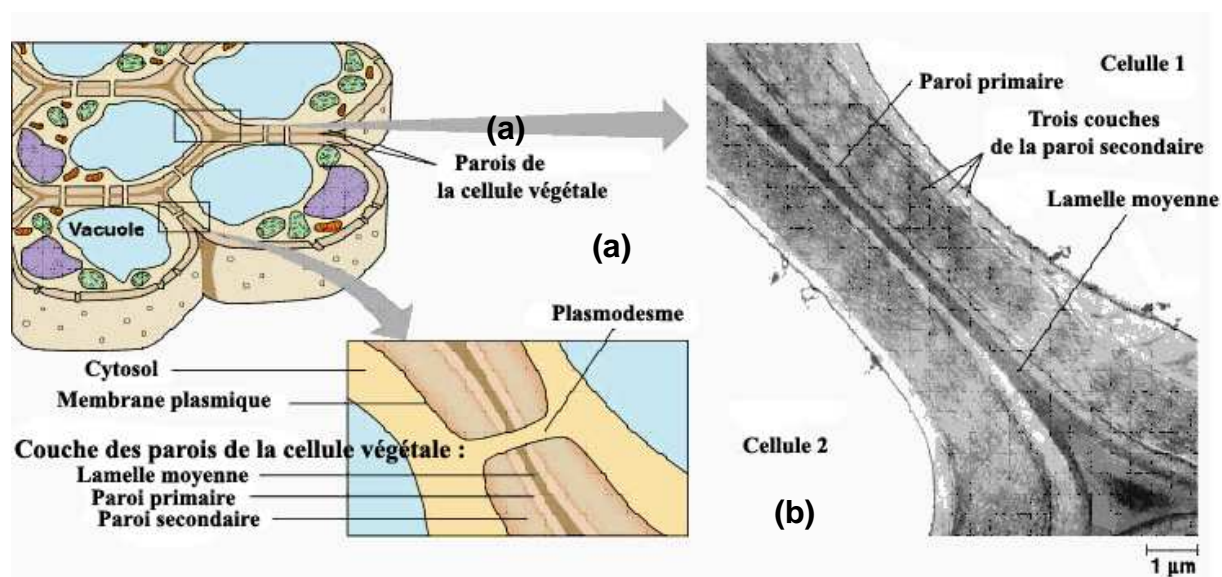 Celulle 1
Paroi primaire
(a)
Trois couches
de la paroi secondaire
Parois de
la cellule végétale
Lamelle moyenne
Vacuole
(a)
Plasmodesme
Cytosol
Membrane plasmique
Couche des parois de la cellule végétale :
Lamelle moyenne
Paroi primaire
Paroi secondaire
Cellule 2
(b)
1 µm